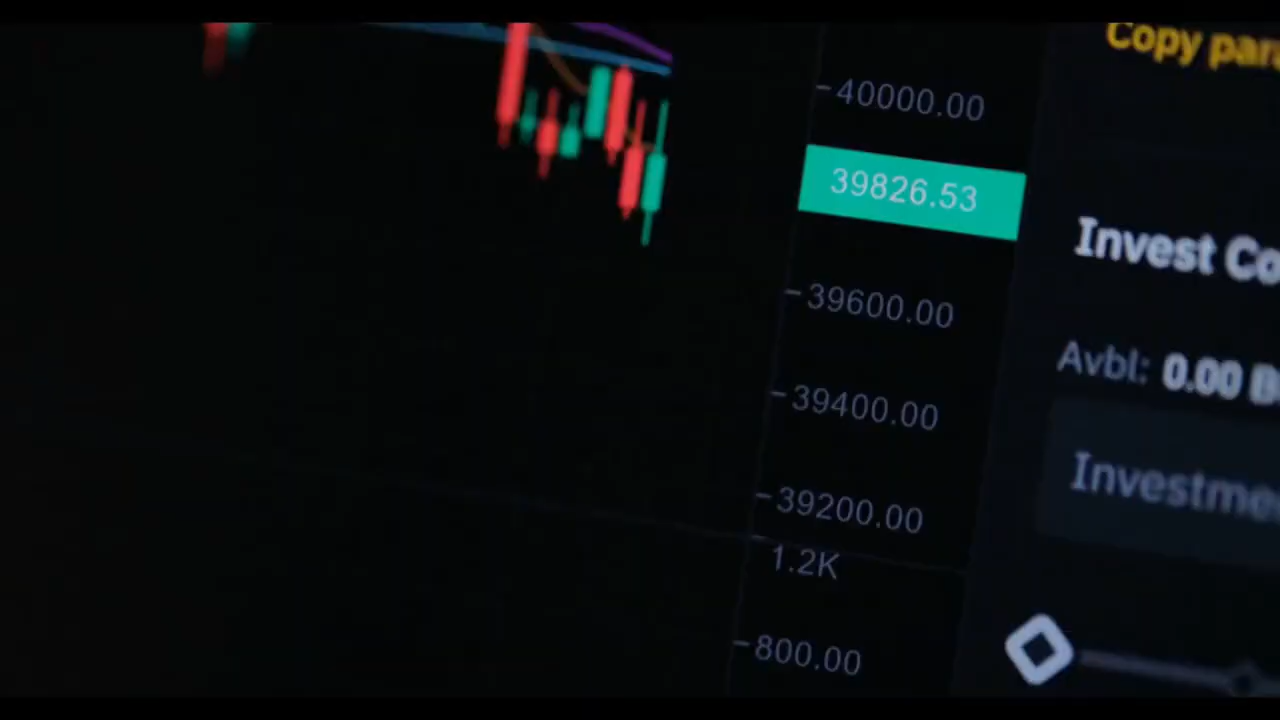 Copy para
40000.00
39826.53
Invest Co
39600.00
Avbl: 0.00 B
39400.00
Investme
39200.00
1.2K
800.00